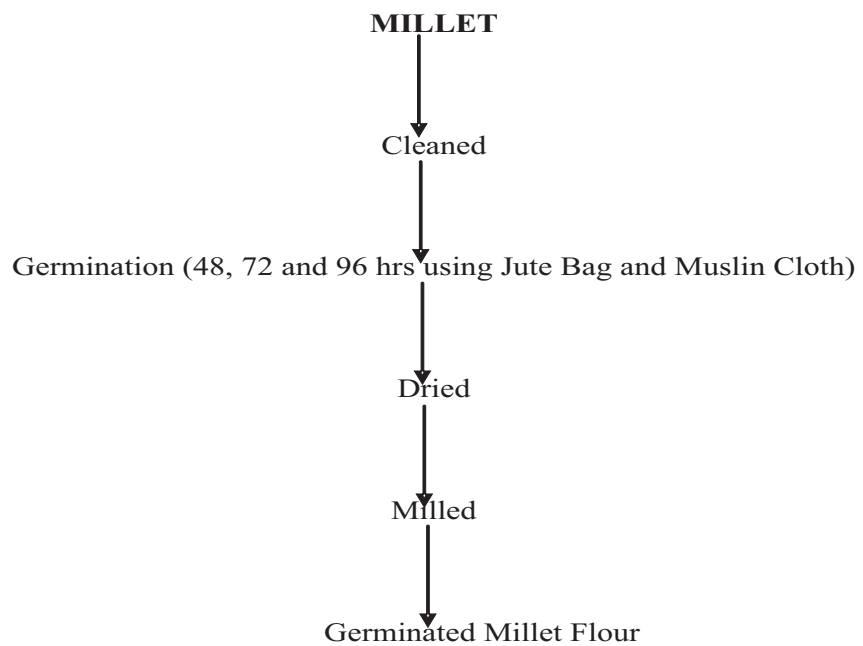 MILLET
Cleaned
Germination (48, 72 and 96 hrs using Jute Bag and Muslin Cloth)
Dried
Milled
Germinated Millet Flour